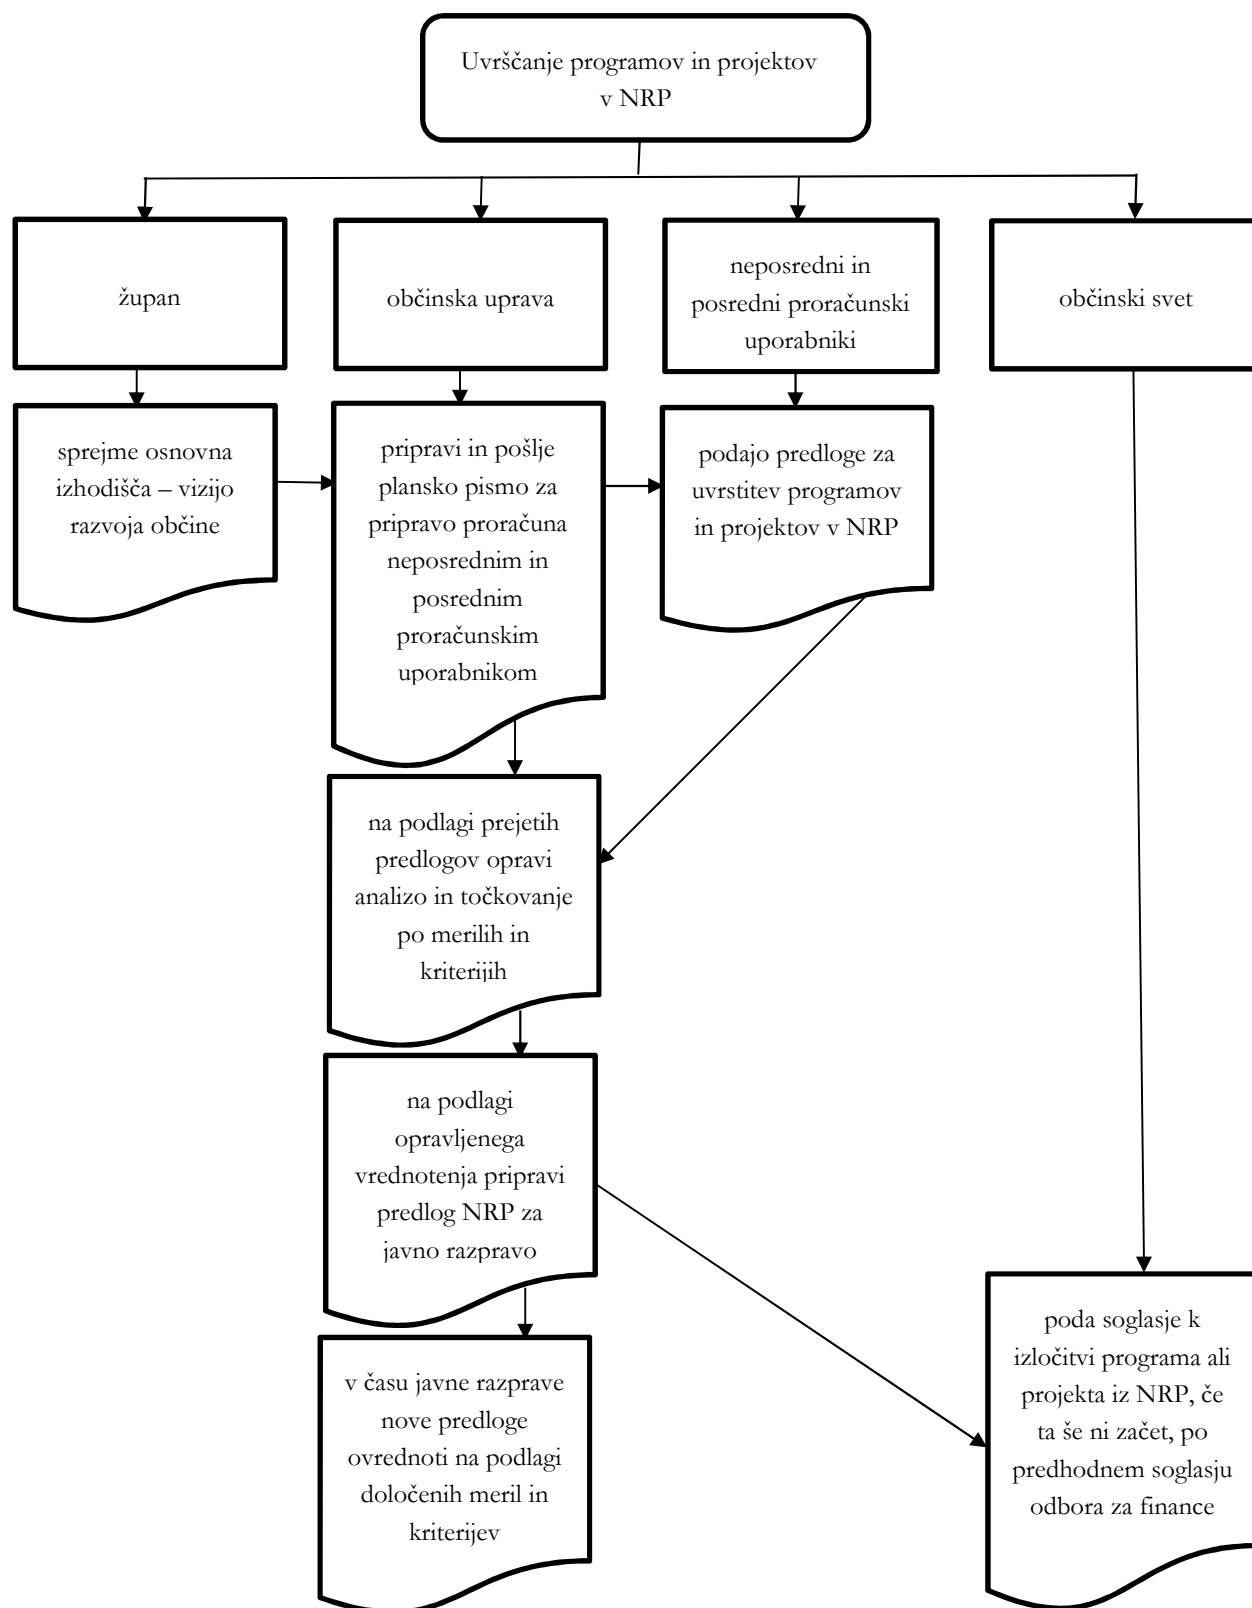 Uvrščanje programov in projektov
v NRP
župan
občinska uprava
neposredni in
posredni proračunski
uporabniki
občinski svet
sprejme osnovna
izhodišča – vizijo
razvoja občine
pripravi in pošlje
plansko pismo za
pripravo proračuna
neposrednim in
posrednim
proračunskim
uporabnikom
podajo predloge za
uvrstitev programov
in projektov v NRP
na podlagi prejetih
predlogov opravi
analizo in točkovanje
po merilih in
kriterijih
na podlagi
opravljenega
vrednotenja pripravi
predlog NRP za
javno razpravo
v času javne razprave
nove predloge
ovrednoti na podlagi
določenih meril in
kriterijev
poda soglasje k
izločitvi programa ali
projekta iz NRP, če
ta še ni začet, po
predhodnem soglasju
odbora za finance